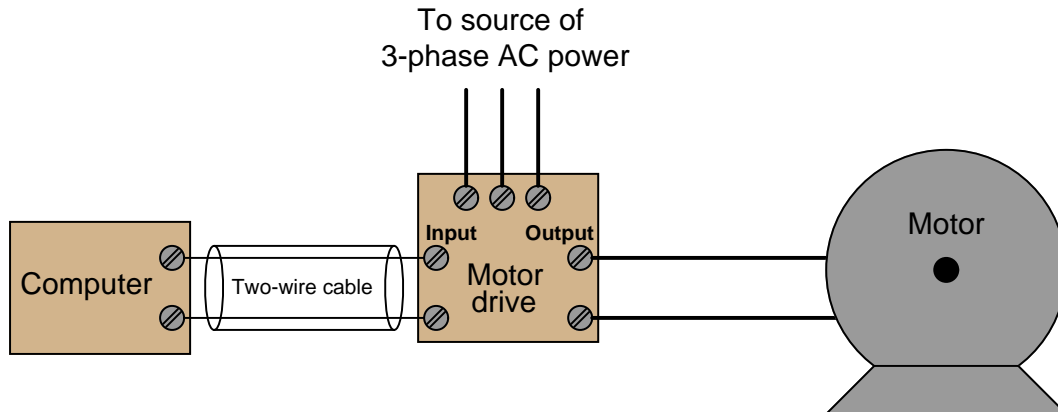 To source of
3-phase AC power
Input
Output
Computer
Two-wire cable
Motor
drive
Motor